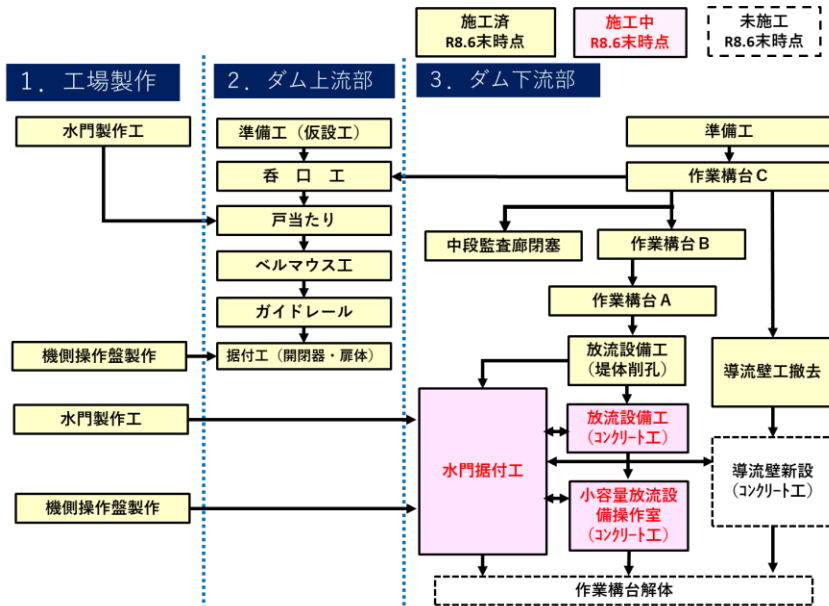 施工済
R8.6末時点
施工中
R8.6末時点
未施工
R8.6末時点
1．工場製作
2．ダム上流部
3．ダム下流部
水門製作工
準備工（仮設工）
準備工
呑　口　工
作業構台C
戸当たり
中段監査廊閉塞
作業構台B
ベルマウス工
作業構台A
ガイドレール
機側操作盤製作
据付工（開閉器・扉体）
放流設備工
（堤体削孔）
導流壁工撤去
水門製作工
放流設備工
（コンクリート工）
水門据付工
導流壁新設
（コンクリート工）
機側操作盤製作
小容量放流設
備操作室
（コンクリート工）
作業構台解体